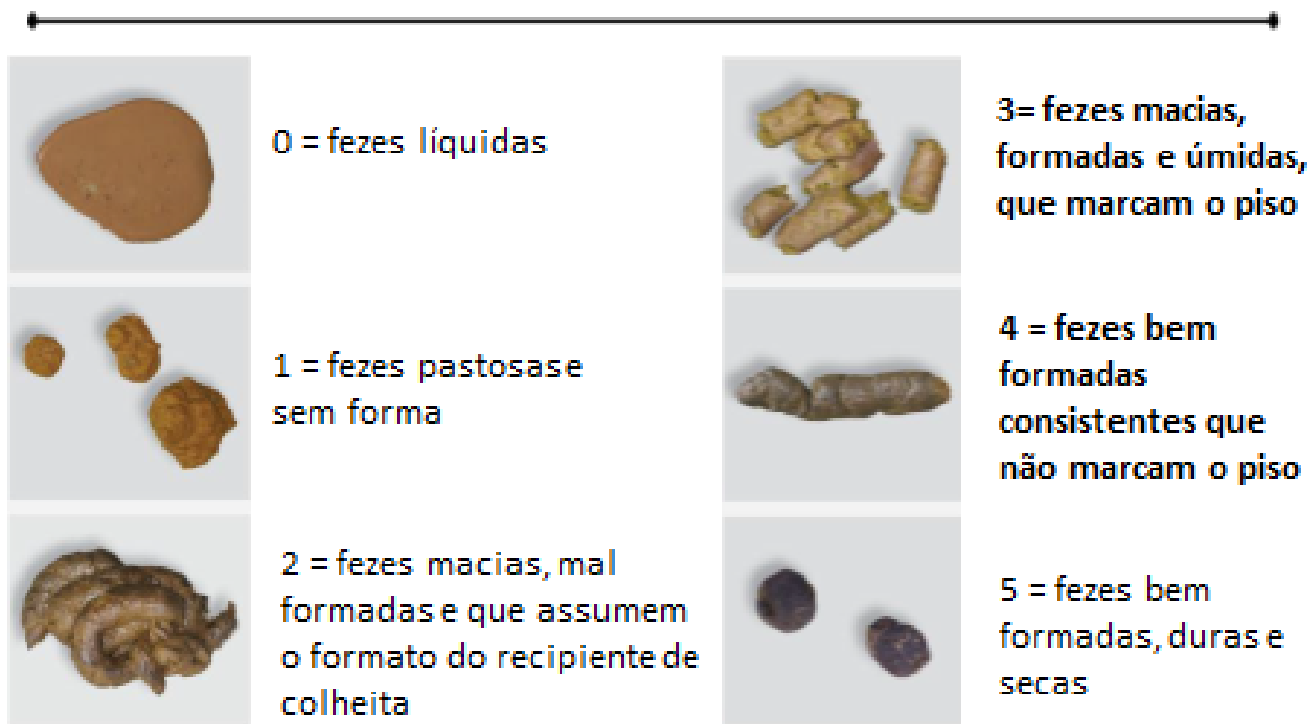 0 = fezes líquidas
1 = fezes pastosas e
sem forma
2 = fezes macias, mal
formadas e que assumem
o formato do recipiente de
colheita
3= fezes macias,
formadas e úmidas,
que marcam o piso
4 = fezes bem
formadas
consistentes que
não marcam o piso
5 = fezes bem
formadas, duras e
secas